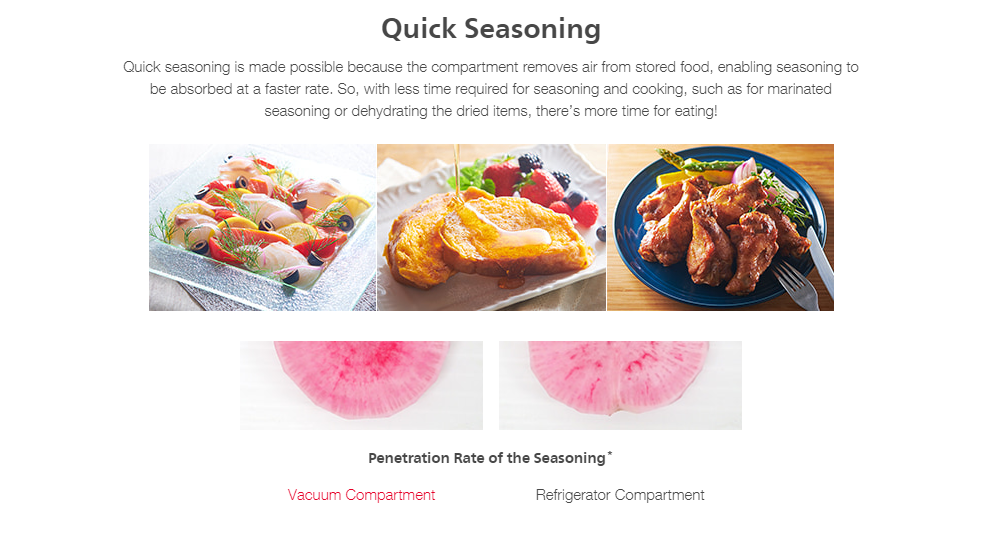 Quick Seasoning
Quick seasoning is made possible because the compartment removes air from stored food, enabling seasoning to
be absorbed at a faster rate. So, with less time required for seasoning and cooking, such as for marinated
seasoning or dehydrating the dried items, there’s more time for eating!
Penetration Rate of the Seasoning*
Vacuum Compartment
Refrigerator Compartment